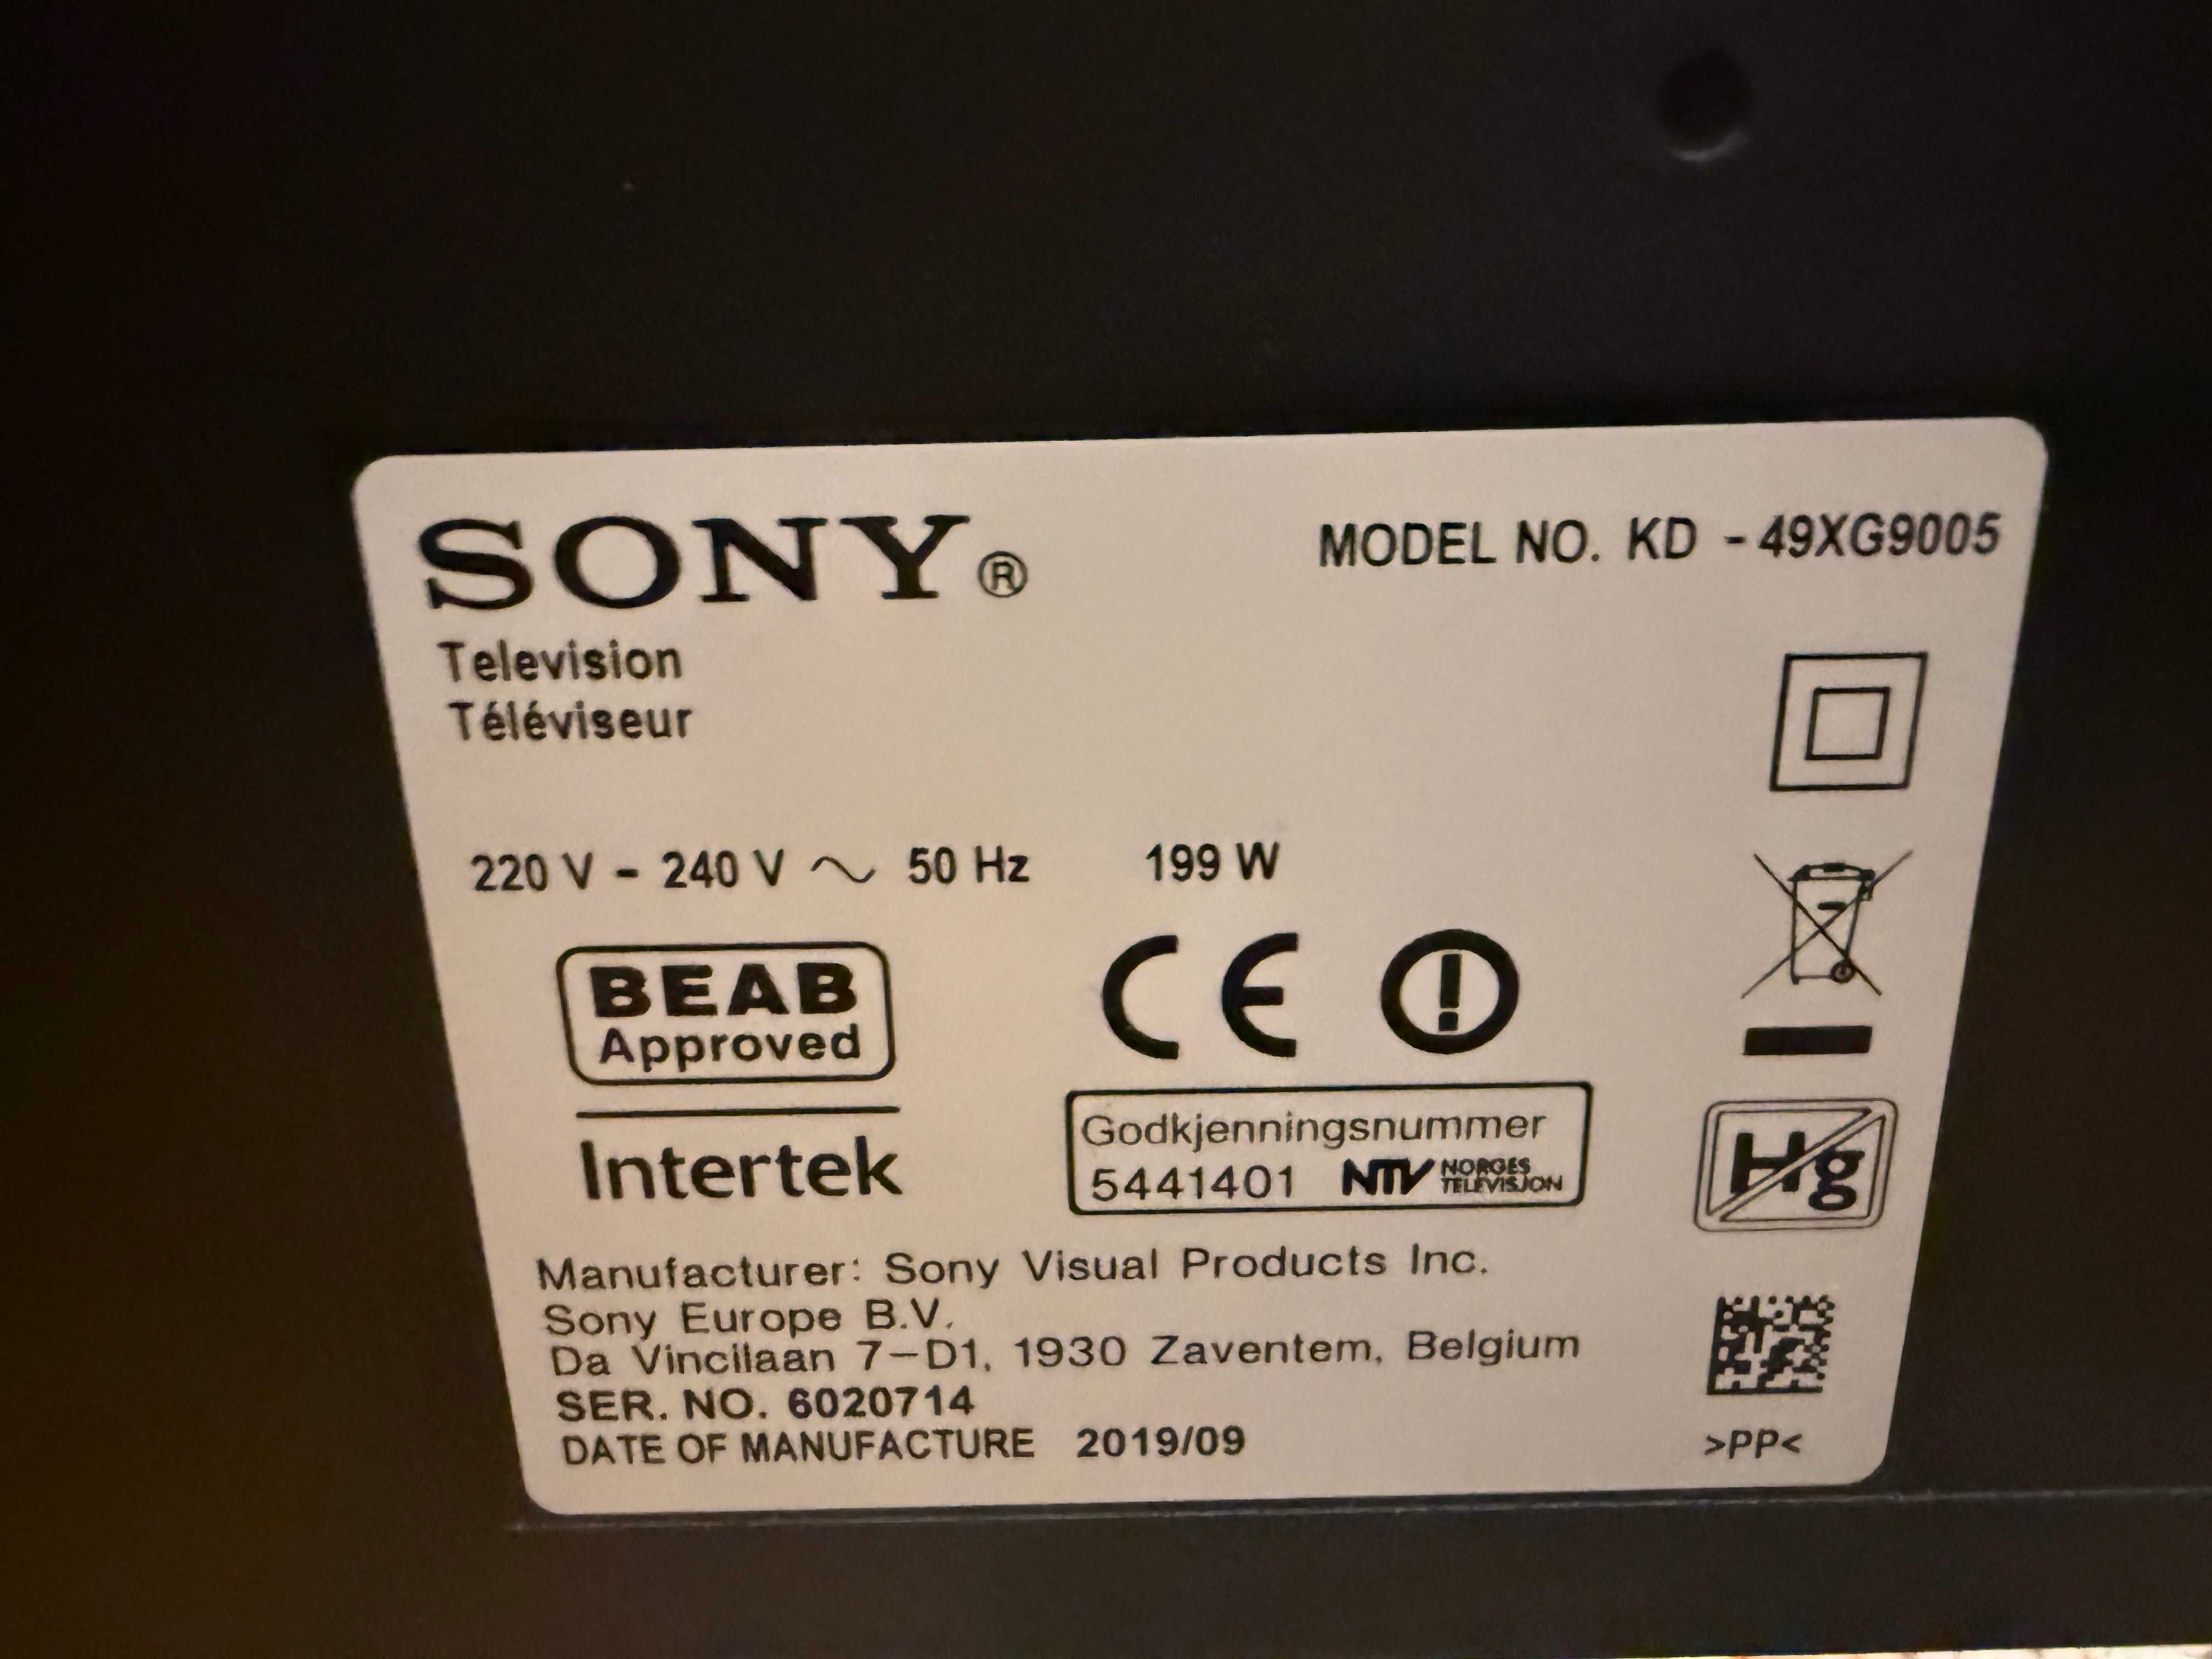 SONY®
MODEL NO. KD - 49XG9005
Television
Téléviseur
220 V - 240 V ~ 50 Hz 199 W
BEAB
Approved
Intertek
CE
Godkjenningsnummer
5441401 NTV NORGES
TELEVISJON
Hg
Manufacturer: Sony Visual Products Inc.
Sony Europe B.V.
Da Vincilaan 7-D1, 1930 Zaventem, Belgium
SER. NO. 6020714
DATE OF MANUFACTURE 2019/09
>PP<